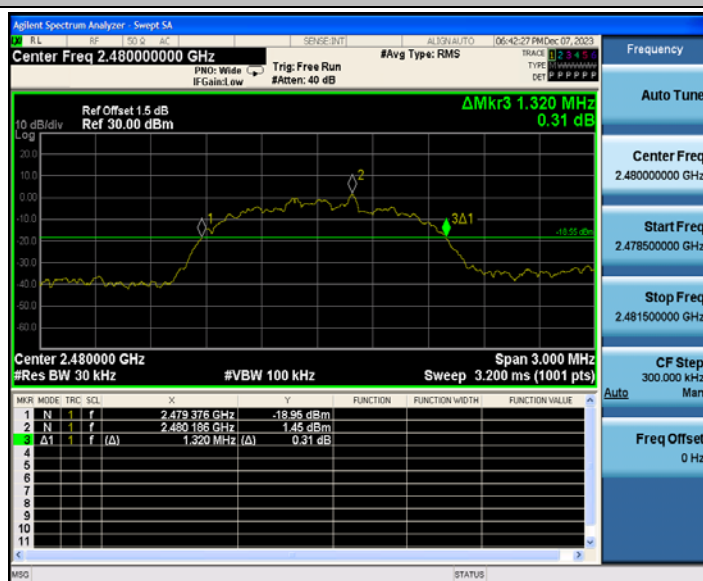 Agilent Spectrum Analyzer - Swept SA
RL RF 50 Ω AC SENSE:INT ALIGN AUTO 06:42:27 PM Dec 07, 2023
Center Freq 2.480000000 GHz
PNO: Wide Trig: Free Run #Avg Type: RMS TRACE 1 2 3 4 5 6
TYPE M W W W W W
IFGain:Low #Atten: 40 dB DET P P P P P P
ΔMkr3 1.320 MHz
0.31 dB
Ref Offset 1.5 dB
10 dB/div Ref 30.00 dBm
Log
20.0
10.0
0.00
-10.0
-20.0
-30.0
-40.0
-50.0
-60.0
1
2
3Δ1
-18.55 dBm
Center 2.480000 GHz Span 3.000 MHz
#Res BW 30 kHz #VBW 100 kHz Sweep 3.200 ms (1001 pts)
MKR MODE TRC SCL X Y FUNCTION FUNCTION WIDTH FUNCTION VALUE
1 N 1 f 2.479 376 GHz -18.95 dBm
2 N 1 f 2.480 186 GHz 1.45 dBm
3 Δ1 1 f (Δ) 1.320 MHz (Δ) 0.31 dB
4
5
6
7
8
9
10
11
MSG STATUS
Frequency
Auto Tune
Center Freq
2.480000000 GHz
Start Freq
2.478500000 GHz
Stop Freq
2.481500000 GHz
CF Step
300.000 kHz
Auto Man
Freq Offset
0 Hz